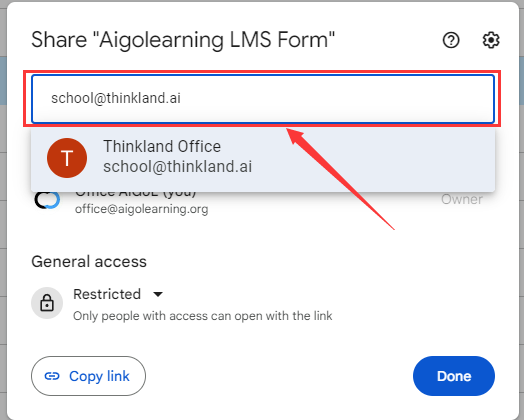 Share "Aigolearning LMS Form"
school@thinkland.ai
T
Thinkland Office
school@thinkland.ai
Office AIGoL (you)
office@aigolearning.org
Owner
General access
Restricted
Only people with access can open with the link
Copy link
Done